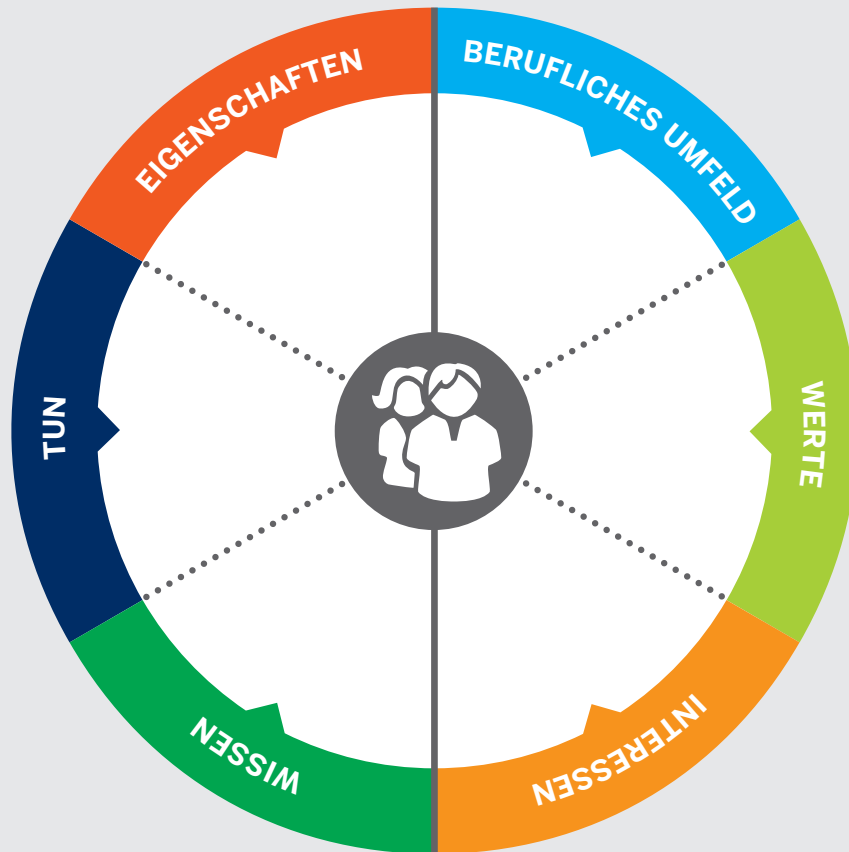 EIGENSCHAFTEN
BERUFLICHES UMFELD
TUN
WERTE
WISSEN
INTERESSEN